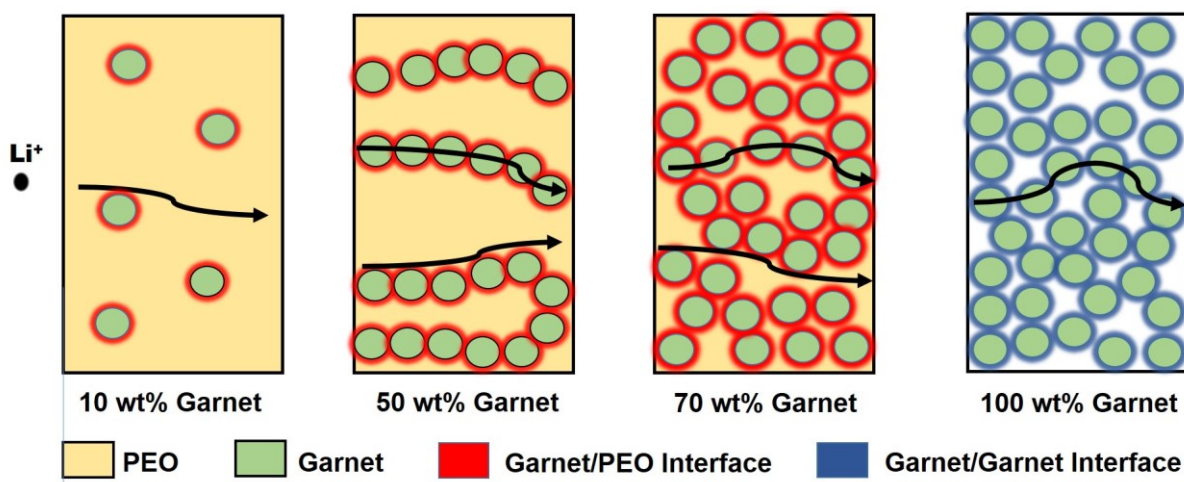 Li⁺
10 wt% Garnet
50 wt% Garnet
70 wt% Garnet
100 wt% Garnet
PEO
Garnet
Garnet/PEO Interface
Garnet/Garnet Interface